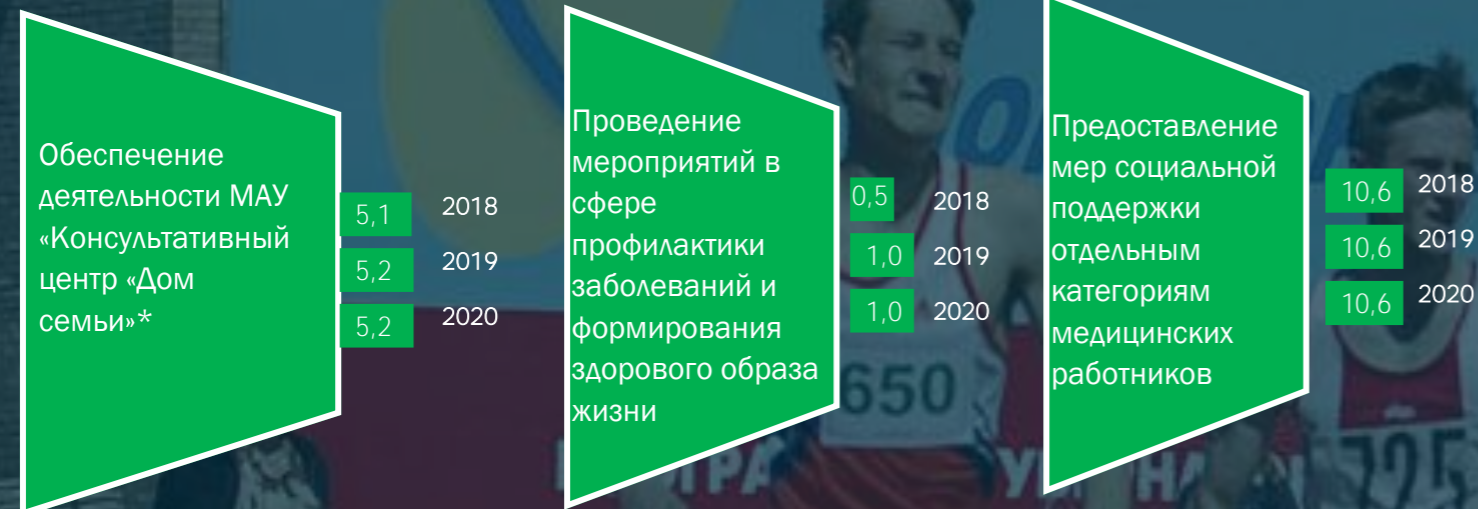 Обеспечение
деятельности МАУ
«Консультативный
центр «Дом
семьи»*
5,1 2018
5,2 2019
5,2 2020
Проведение
мероприятий в
сфере
профилактики
заболеваний и
формирования
здорового образа
жизни
0,5 2018
1,0 2019
1,0 2020
Предоставление
мер социальной
поддержки
отдельным
категориям
медицинских
работников
10,6 2018
10,6 2019
10,6 2020
650
725